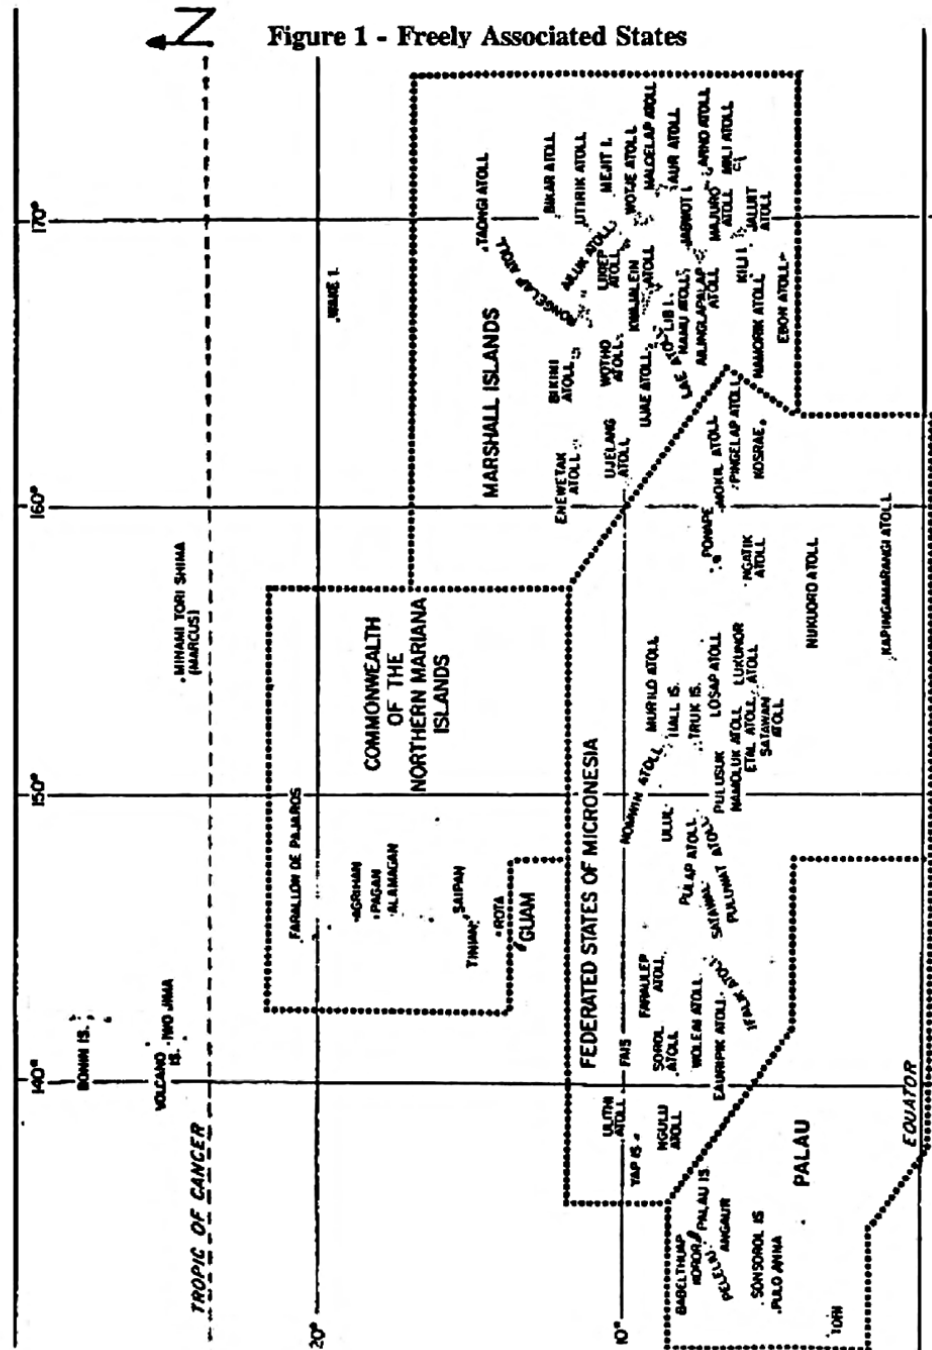 Figure 1 - Freely Associated States
N
170°
160°
150°
140°
20°
10°
TROPIC OF CANCER
EQUATOR
BONIN IS.
VOLCANO
IS.
IWO JIMA
MINAMI TORI SHIMA
(MARCUS)
WAKE I.
COMMONWEALTH
OF THE
NORTHERN MARIANA
ISLANDS
FARALLON DE PAJAROS
AGRIHAN
PAGAN
ALAMAGAN
SAIPAN
TINIAN
ROTA
GUAM
MARSHALL ISLANDS
TAONGI ATOLL
BIKAR ATOLL
UTIRIK ATOLL
MEJIT I.
WOTJE ATOLL
MALOELAP ATOLL
AUR ATOLL
ARNO ATOLL
MILI ATOLL
RONGELAP ATOLL
AILUK ATOLL
LIKIEP
ATOLL
KWAJALEIN
ATOLL
JABWOT I.
MAJURO
ATOLL
JALUIT
ATOLL
KILI I.
LIB I.
NAMU ATOLL
AILINGLAPALAP
ATOLL
NAMORIK ATOLL
EBON ATOLL
BIKINI
ATOLL
WOTHO
ATOLL
UJAE ATOLL
LAE ATO
ENEWETAK
ATOLL
UJELANG
ATOLL
FEDERATED STATES OF MICRONESIA
PINGELAP ATOLL
KOSRAE
MOKIL ATOLL
PONAPE
NGATIK
ATOLL
NUKUORO ATOLL
KAPINGAMARANGI ATOLL
MURILO ATOLL
HALL IS.
TRUK IS.
NOMWIN ATOLL
LOSAP ATOLL
LUKUNOR
ATOLL
NAMOLUK ATOLL
ETAL ATOLL
SATAWAN
ATOLL
PULUSUK
ULUL
PULAP ATOLL
PULUWAT ATOLL
SATAWAL
FARAULEP
ATOLL
IFALIK ATOLL
WOLEAI ATOLL
EAURIPIK ATOLL
SOROL
ATOLL
FAIS
ULITHI
ATOLL
YAP IS
NGULU
ATOLL
PALAU
PALAU IS.
BABELTHUAP
KOROR
PELELIU
ANGAUR
SONSOROL IS
PULO ANNA
TOBI